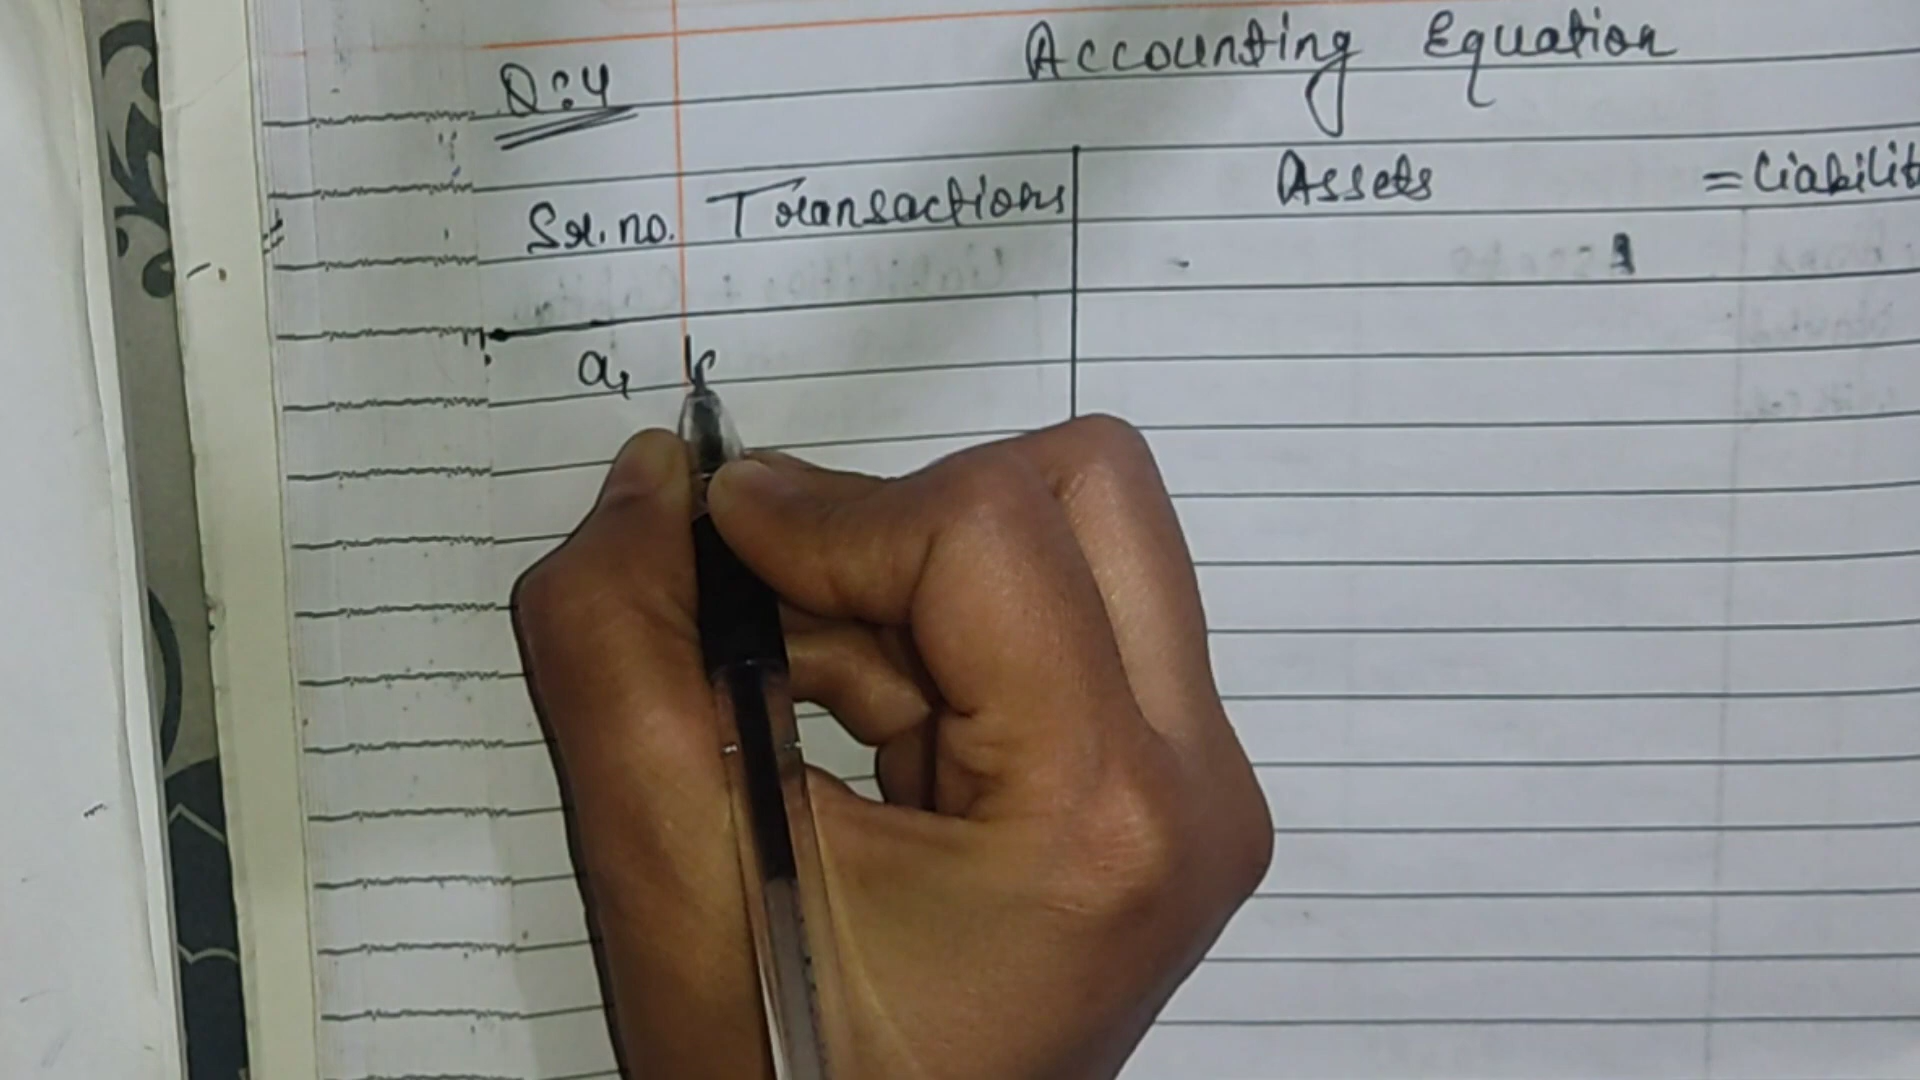 Accounting Equation
Q:4
Sr. no. Transactions Assets = Liabilit
a,